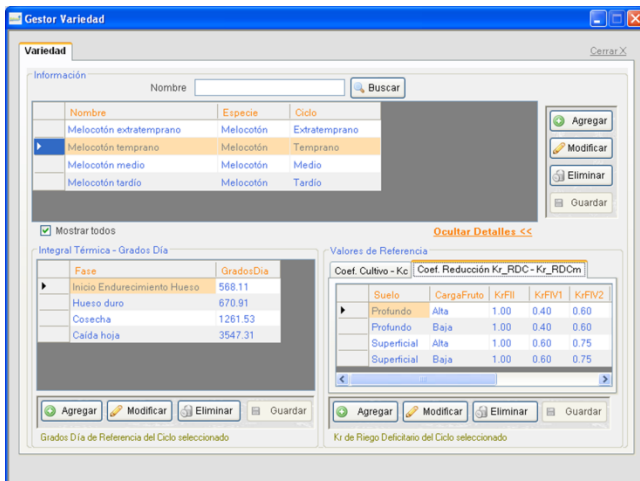 Gestor Variedad
Variedad
Cerrar X
Información
Nombre
Buscar
Nombre Especie Ciclo
Melocotón extratemprano Melocotón Extratemprano
Melocotón temprano Melocotón Temprano
Melocotón medio Melocotón Medio
Melocotón tardío Melocotón Tardío
Agregar
Modificar
Eliminar
Guardar
Mostrar todos
Ocultar Detalles <<
Integral Térmica - Grados Día
Fase GradosDia
Inicio Endurecimiento Hueso 568.11
Hueso duro 670.91
Cosecha 1261.53
Caída hoja 3547.31
Agregar Modificar Eliminar Guardar
Grados Día de Referencia del Ciclo seleccionado
Valores de Referencia
Coef. Cultivo - Kc Coef. Reducción Kr_RDC - Kr_RDCm
Suelo CargaFruto KrFII KrFIV1 KrFIV2
Profundo Alta 1.00 0.40 0.60
Profundo Baja 1.00 0.40 0.60
Superficial Alta 1.00 0.60 0.75
Superficial Baja 1.00 0.60 0.75
Agregar Modificar Eliminar Guardar
Kr de Riego Deficitario del Ciclo seleccionado